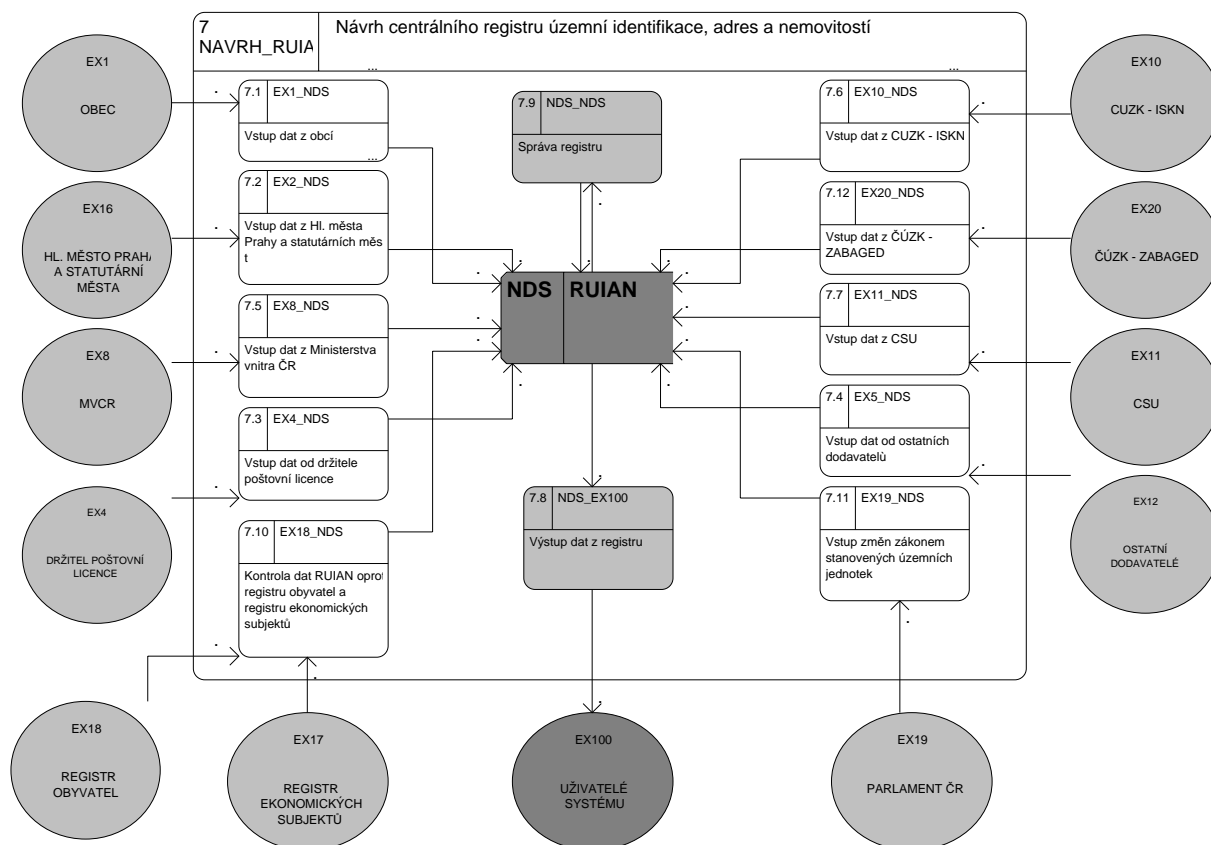 7
NAVRH_RUIA
Návrh centrálního registru územní identifikace, adres a nemovitostí
...
...
EX1
OBEC
EX16
HL. MĚSTO PRAHA
A STATUTÁRNÍ
MĚSTA
EX8
MVCR
EX4
DRŽITEL POŠTOVNÍ
LICENCE
EX18
REGISTR
OBYVATEL
7.1 EX1_NDS
Vstup dat z obcí
...
7.2 EX2_NDS
Vstup dat z Hl. města
Prahy a statutárních měs
t
7.5 EX8_NDS
Vstup dat z Ministerstva
vnitra ČR
7.3 EX4_NDS
Vstup dat od držitele
poštovní licence
7.10 EX18_NDS
Kontrola dat RUIAN oprot
registru obyvatel a
registru ekonomických
subjektů
7.9 NDS_NDS
Správa registru
NDS RUIAN
7.8 NDS_EX100
Výstup dat z registru
7.6 EX10_NDS
Vstup dat z CUZK - ISKN
7.12 EX20_NDS
Vstup dat z ČÚZK -
ZABAGED
7.7 EX11_NDS
Vstup dat z CSU
7.4 EX5_NDS
Vstup dat od ostatních
dodavatelů
7.11 EX19_NDS
Vstup změn zákonem
stanovených územních
jednotek
EX10
CUZK - ISKN
EX20
ČÚZK - ZABAGED
EX11
CSU
EX12
OSTATNÍ
DODAVATELÉ
EX17
REGISTR
EKONOMICKÝCH
SUBJEKTŮ
EX100
UŽIVATELÉ
SYSTÉMU
EX19
PARLAMENT ČR